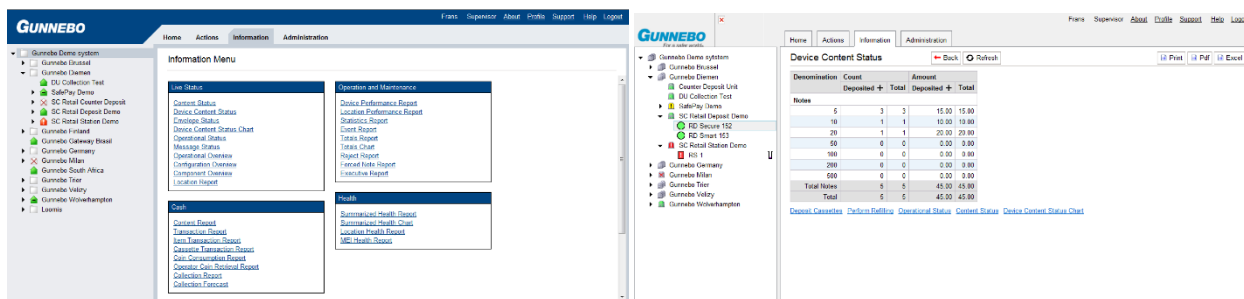 GUNNEBO
Frans Supervisor About Profile Support Help Logout
Home Actions Information Administration
Gunnebo Demo system
Gunnebo Brussel
Gunnebo Diemen
DU Collection Test
SafePay Demo
SC Retail Counter Deposit
SC Retail Deposit Demo
SC Retail Station Demo
Gunnebo Finland
Gunnebo Gateway Brasil
Gunnebo Germany
Gunnebo Milan
Gunnebo South Africa
Gunnebo Trier
Gunnebo Velizy
Gunnebo Wolverhampton
Loomis
Information Menu
Live Status
Content Status
Device Content Status
Envelope Status
Device Content Status Chart
Operational Status
Message Status
Operational Overview
Configuration Overview
Component Overview
Location Report
Cash
Content Report
Transaction Report
Item Transaction Report
Cassette Transaction Report
Coin Consumption Report
Operator Coin Retrieval Report
Collection Report
Collection Forecast
Operation and Maintenance
Device Performance Report
Location Performance Report
Statistics Report
Event Report
Totals Report
Totals Chart
Reject Report
Forced Note Report
Executive Report
Health
Summarized Health Report
Summarized Health Chart
Location Health Report
MEI Health Report
GUNNEBO
For a safer world
Frans Supervisor About Profile Support Help
Home Actions Information Administration
Gunnebo Demo system
Gunnebo Brussel
Gunnebo Diemen
Counter Deposit Unit
DU Collection Test
SafePay Demo
SC Retail Deposit Demo
RD Secure 152
RD Smart 153
SC Retail Station Demo
RS 1
Gunnebo Germany
Gunnebo Milan
Gunnebo Trier
Gunnebo Velizy
Gunnebo Wolverhampton
Device Content Status
Back Refresh
Print Pdf Excel
Denomination Count Amount
Deposited + Total Deposited + Total
Notes
5 3 3 15.00 15.00
10 1 1 10.00 10.00
20 1 1 20.00 20.00
50 0 0 0.00 0.00
100 0 0 0.00 0.00
200 0 0 0.00 0.00
500 0 0 0.00 0.00
Total Notes 5 5 45.00 45.00
Total 5 5 45.00 45.00
Deposit Cassettes Perform Refilling Operational Status Content Status Device Content Status Chart